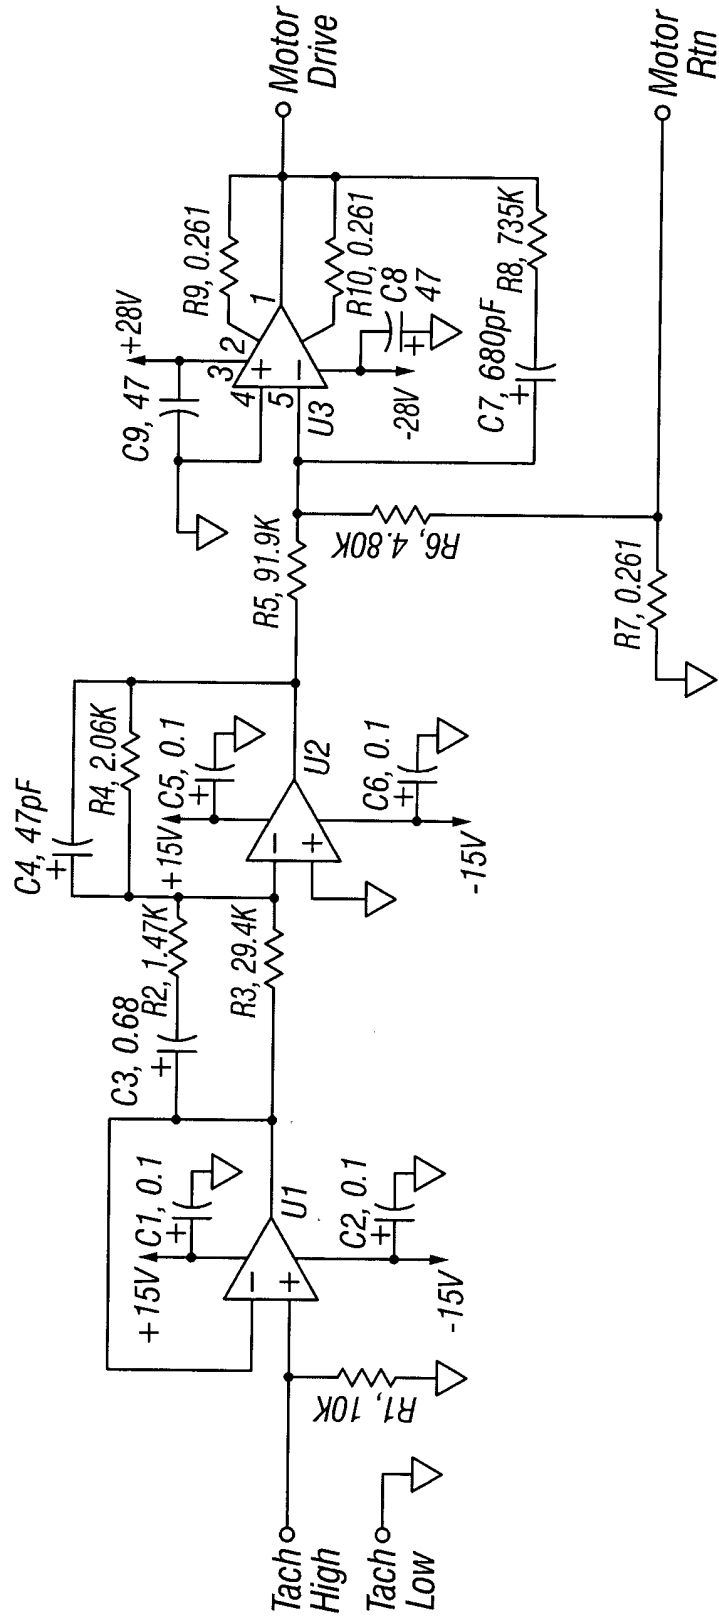 Tach
High
Tach
Low
R1, 10K
+15V
C1, 0.1
−
+
U1
C2, 0.1
-15V
C3, 0.68
+
R2, 1.47K
R3, 29.4K
C4, 47pF
+
R4, 2.06K
+15V
C5, 0.1
+
−
+
U2
C6, 0.1
+
-15V
R5, 91.9K
R6, 4.80K
R7, 0.261
C9, 47
+28V
R9, 0.261
3
2
4
+
1
5
−
U3
R10, 0.261
C8
47
+
-28V
C7, 680pF
+
R8, 735K
Motor
Drive
Motor
Rtn
+
+